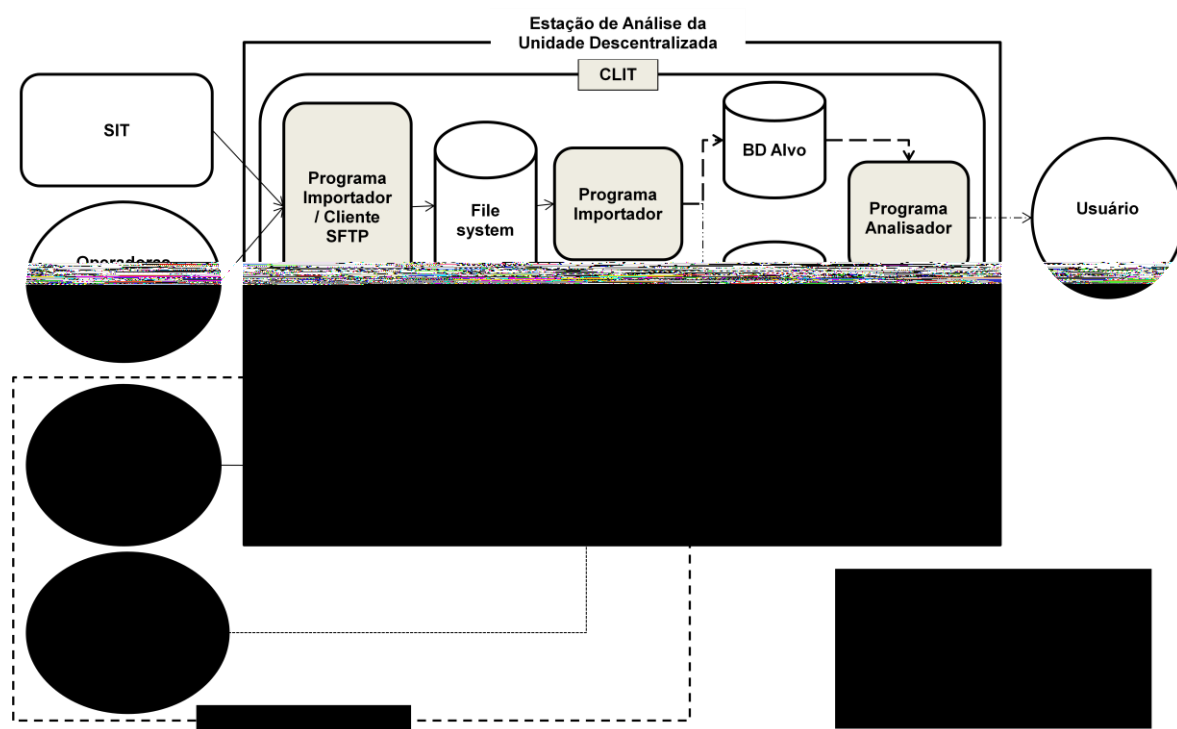 Estação de Análise da
Unidade Descentralizada
CLIT
SIT
BD Alvo
Programa
Importador
/ Cliente
SFTP
File
system
Programa
Importador
Programa
Analisador
Usuário